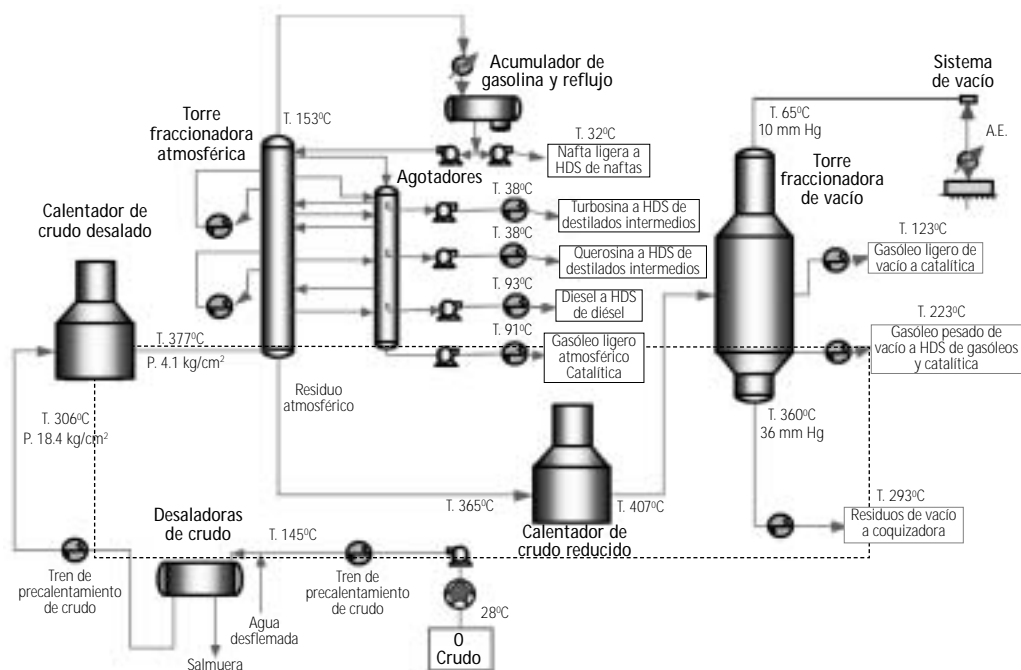 Acumulador de
gasolina y reflujo
Sistema
de vacío
T. 65ºC
10 mm Hg
A.E.
T. 153ºC
Torre
fraccionadora
atmosférica
T. 32ºC
Nafta ligera a
HDS de naftas
Agotadores
Torre
fraccionadora
de vacío
T. 38ºC
Turbosina a HDS de
destilados intermedios
Calentador de
crudo desalado
T. 38ºC
Querosina a HDS de
destilados intermedios
T. 123ºC
Gasóleo ligero de
vacío a catalítica
T. 93ºC
Diesel a HDS
de diésel
T. 377ºC
P. 4.1 kg/cm2
T. 91ºC
Gasóleo ligero
atmosférico
Catalítica
T. 223ºC
Gasóleo pesado de
vacío a HDS de gasóleos
y catalítica
Residuo
atmosférico
T. 306ºC
P. 18.4 kg/cm2
T. 360ºC
36 mm Hg
T. 365ºC
T. 407ºC
Calentador de
crudo reducido
T. 293ºC
Residuos de vacío
a coquizadora
Desaladoras
de crudo
T. 145ºC
Tren de
precalentamiento
de crudo
Tren de
precalentamiento
de crudo
Agua
desflemada
Salmuera
28ºC
0
Crudo